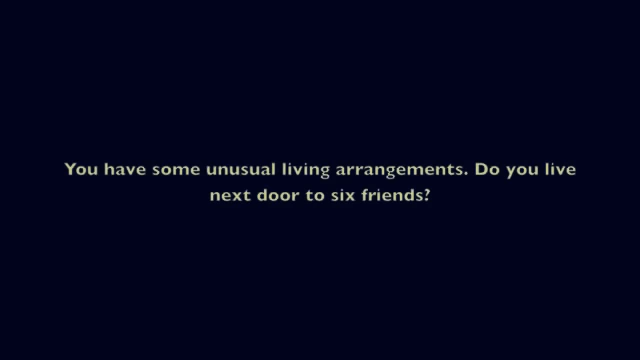 You have some unusual living arrangements. Do you live
next door to six friends?